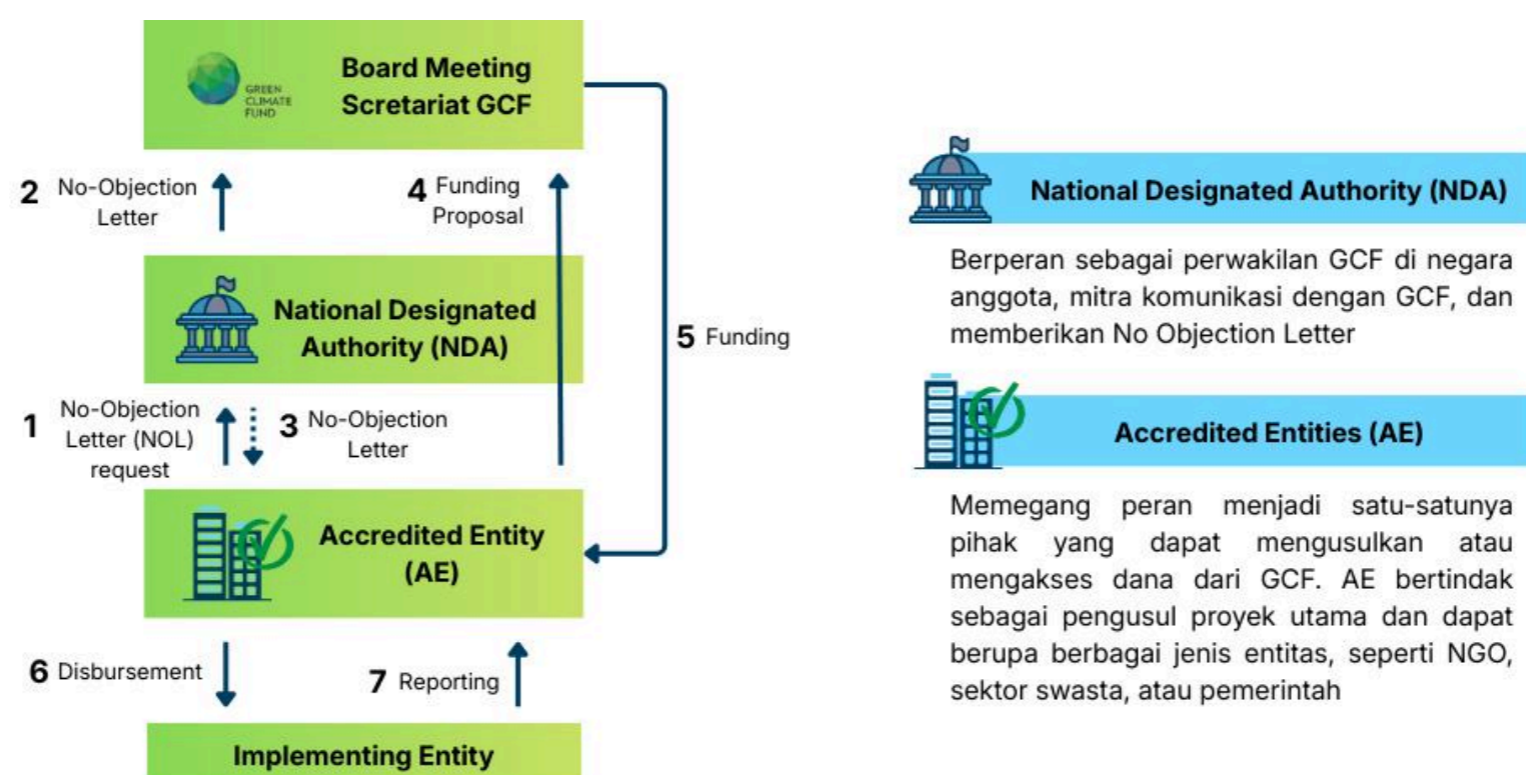 GREEN
CLIMATE
FUND
Board Meeting
Scretariat GCF
2 No-Objection
Letter
4 Funding
Proposal
National Designated
Authority (NDA)
5 Funding
1 No-Objection
Letter (NOL)
request
3 No-Objection
Letter
Accredited Entity
(AE)
6 Disbursement
7 Reporting
Implementing Entity
National Designated Authority (NDA)
Berperan sebagai perwakilan GCF di negara
anggota, mitra komunikasi dengan GCF, dan
memberikan No Objection Letter
Accredited Entities (AE)
Memegang peran menjadi satu-satunya
pihak yang dapat mengusulkan atau
mengakses dana dari GCF. AE bertindak
sebagai pengusul proyek utama dan dapat
berupa berbagai jenis entitas, seperti NGO,
sektor swasta, atau pemerintah